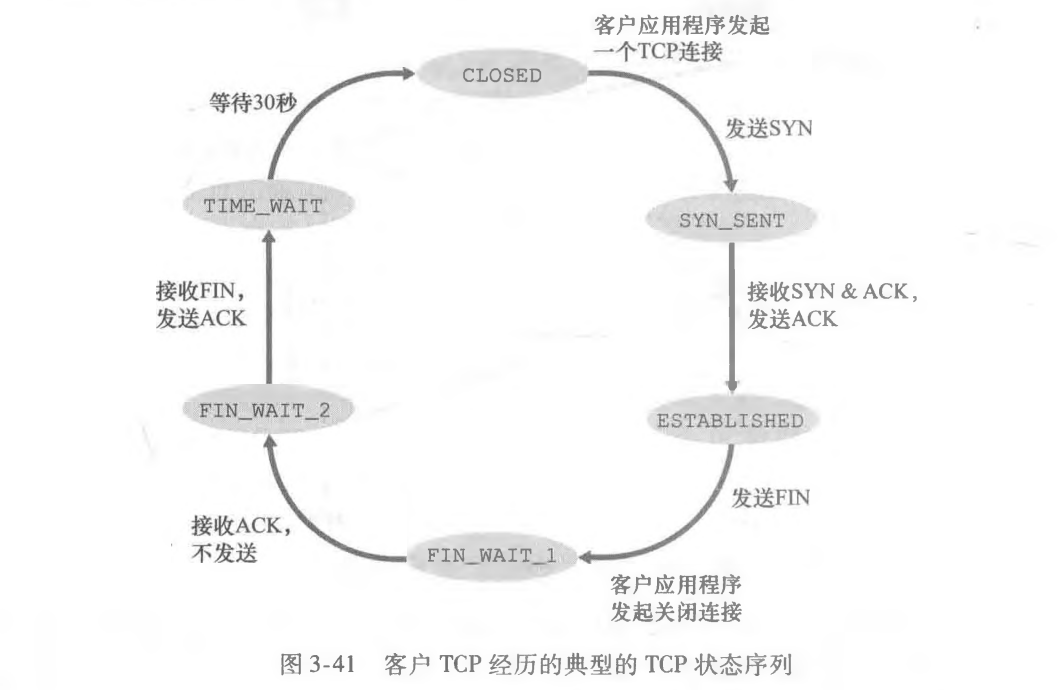 客户应用程序发起
一个TCP连接
CLOSED
等待30秒
发送SYN
TIME_WAIT
SYN_SENT
接收FIN，
发送ACK
接收SYN & ACK，
发送ACK
FIN_WAIT_2
ESTABLISHED
发送FIN
接收ACK，
不发送
FIN_WAIT_1
客户应用程序
发起关闭连接
图 3-41 客户 TCP 经历的典型的 TCP 状态序列